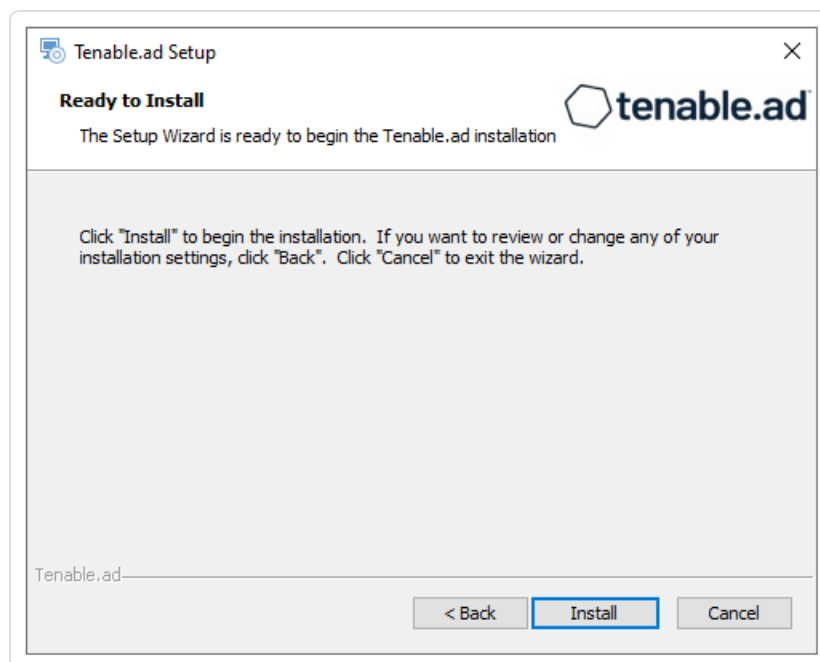 Tenable.ad Setup
Ready to Install
tenable.ad
The Setup Wizard is ready to begin the Tenable.ad installation
Click "Install" to begin the installation.  If you want to review or change any of your
installation settings, click "Back".  Click "Cancel" to exit the wizard.
Tenable.ad
< Back
Install
Cancel